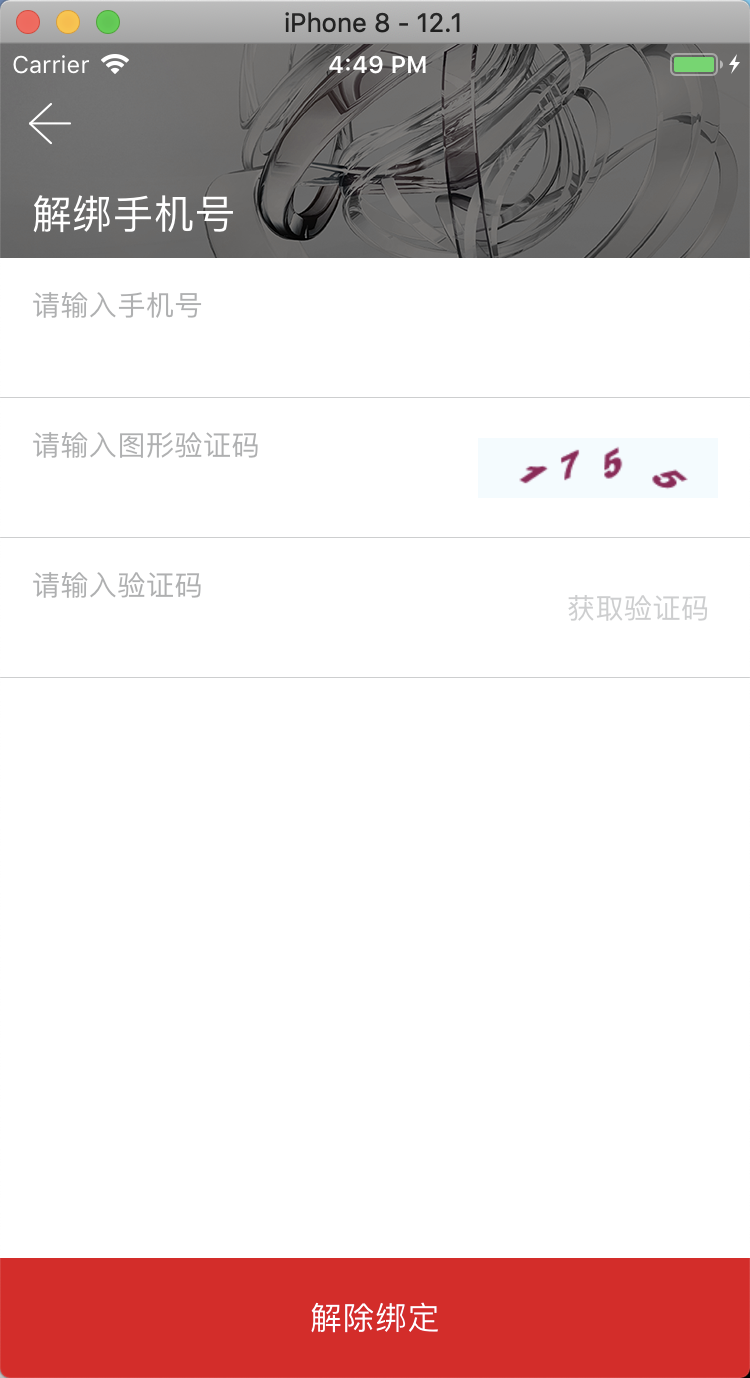 iPhone 8 - 12.1
Carrier 4:49 PM
解绑手机号
请输入手机号
请输入图形验证码
1755
请输入验证码
获取验证码
解除绑定